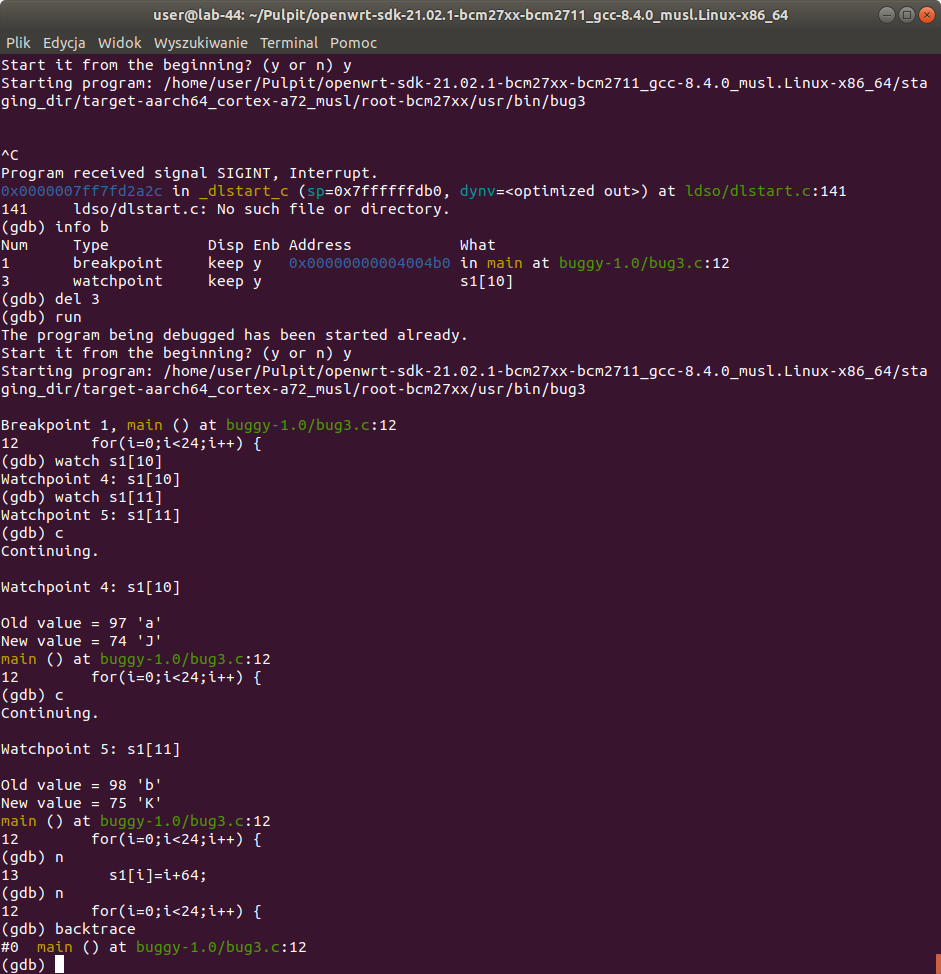 user@lab-44: ~/Pulpit/openwrt-sdk-21.02.1-bcm27xx-bcm2711_gcc-8.4.0_musl.Linux-x86_64
Plik Edycja Widok Wyszukiwanie Terminal Pomoc
Start it from the beginning? (y or n) y
Starting program: /home/user/Pulpit/openwrt-sdk-21.02.1-bcm27xx-bcm2711_gcc-8.4.0_musl.Linux-x86_64/sta
ging_dir/target-aarch64_cortex-a72_musl/root-bcm27xx/usr/bin/bug3
^C
Program received signal SIGINT, Interrupt.
0x0000007ff7fd2a2c in _dlstart_c (sp=0x7ffffffdb0, dynv=<optimized out>) at ldso/dlstart.c:141
141     ldso/dlstart.c: No such file or directory.
(gdb) info b
Num     Type           Disp Enb Address            What
1       breakpoint     keep y   0x00000000004004b0 in main at buggy-1.0/bug3.c:12
3       watchpoint     keep y                      s1[10]
(gdb) del 3
(gdb) run
The program being debugged has been started already.
Start it from the beginning? (y or n) y
Starting program: /home/user/Pulpit/openwrt-sdk-21.02.1-bcm27xx-bcm2711_gcc-8.4.0_musl.Linux-x86_64/sta
ging_dir/target-aarch64_cortex-a72_musl/root-bcm27xx/usr/bin/bug3
Breakpoint 1, main () at buggy-1.0/bug3.c:12
12        for(i=0;i<24;i++) {
(gdb) watch s1[10]
Watchpoint 4: s1[10]
(gdb) watch s1[11]
Watchpoint 5: s1[11]
(gdb) c
Continuing.
Watchpoint 4: s1[10]
Old value = 97 'a'
New value = 74 'J'
main () at buggy-1.0/bug3.c:12
12        for(i=0;i<24;i++) {
(gdb) c
Continuing.
Watchpoint 5: s1[11]
Old value = 98 'b'
New value = 75 'K'
main () at buggy-1.0/bug3.c:12
12        for(i=0;i<24;i++) {
(gdb) n
13          s1[i]=i+64;
(gdb) n
12        for(i=0;i<24;i++) {
(gdb) backtrace
#0  main () at buggy-1.0/bug3.c:12
(gdb)